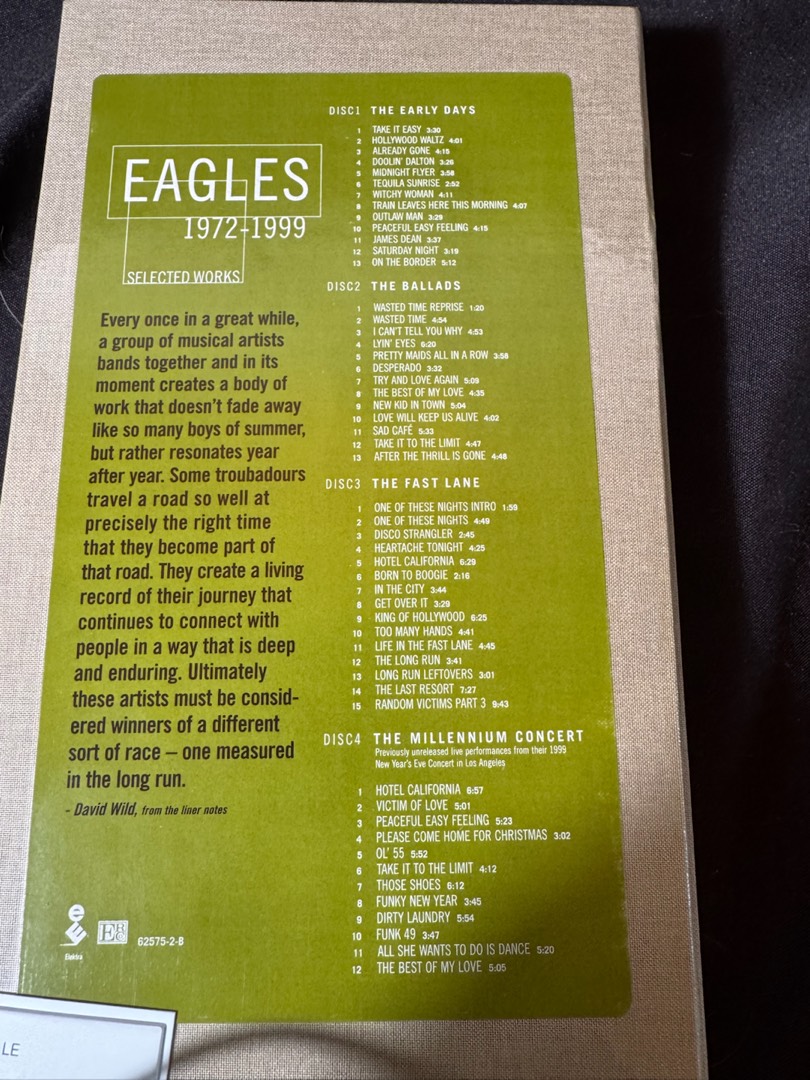 EAGLES
1972-1999
SELECTED WORKS
Every once in a great while,
a group of musical artists
bands together and in its
moment creates a body of
work that doesn't fade away
like so many boys of summer,
but rather resonates year
after year. Some troubadours
travel a road so well at
precisely the right time
that they become part of
that road. They create a living
record of their journey that
continues to connect with
people in a way that is deep
and enduring. Ultimately
these artists must be consid-
ered winners of a different
sort of race – one measured
in the long run.
- David Wild, from the liner notes
DISC1 THE EARLY DAYS
1 TAKE IT EASY 3:30
2 HOLLYWOOD WALTZ 4:01
3 ALREADY GONE 4:15
4 DOOLIN' DALTON 3:26
5 MIDNIGHT FLYER 3:58
6 TEQUILA SUNRISE 2:52
7 WITCHY WOMAN 4:11
8 TRAIN LEAVES HERE THIS MORNING 4:07
9 OUTLAW MAN 3:29
10 PEACEFUL EASY FEELING 4:15
11 JAMES DEAN 3:37
12 SATURDAY NIGHT 3:19
13 ON THE BORDER 5:12
DISC2 THE BALLADS
1 WASTED TIME REPRISE 1:20
2 WASTED TIME 4:54
3 I CAN'T TELL YOU WHY 4:53
4 LYIN' EYES 6:20
5 PRETTY MAIDS ALL IN A ROW 3:58
6 DESPERADO 3:32
7 TRY AND LOVE AGAIN 5:09
8 THE BEST OF MY LOVE 4:35
9 NEW KID IN TOWN 5:04
10 LOVE WILL KEEP US ALIVE 4:02
11 SAD CAFÉ 5:33
12 TAKE IT TO THE LIMIT 4:47
13 AFTER THE THRILL IS GONE 4:48
DISC3 THE FAST LANE
1 ONE OF THESE NIGHTS INTRO 1:59
2 ONE OF THESE NIGHTS 4:49
3 DISCO STRANGLER 2:45
4 HEARTACHE TONIGHT 4:25
5 HOTEL CALIFORNIA 6:29
6 BORN TO BOOGIE 2:16
7 IN THE CITY 3:44
8 GET OVER IT 3:29
9 KING OF HOLLYWOOD 6:25
10 TOO MANY HANDS 4:41
11 LIFE IN THE FAST LANE 4:45
12 THE LONG RUN 3:41
13 LONG RUN LEFTOVERS 3:01
14 THE LAST RESORT 7:27
15 RANDOM VICTIMS PART 3 9:43
DISC4 THE MILLENNIUM CONCERT
Previously unreleased live performances from their 1999
New Year's Eve Concert in Los Angeles
1 HOTEL CALIFORNIA 6:57
2 VICTIM OF LOVE 5:01
3 PEACEFUL EASY FEELING 5:23
4 PLEASE COME HOME FOR CHRISTMAS 3:02
5 OL' 55 5:52
6 TAKE IT TO THE LIMIT 4:12
7 THOSE SHOES 6:12
8 FUNKY NEW YEAR 3:45
9 DIRTY LAUNDRY 5:54
10 FUNK 49 3:47
11 ALL SHE WANTS TO DO IS DANCE 5:20
12 THE BEST OF MY LOVE 5:05
Elektra
ERC
62575-2-B
LE